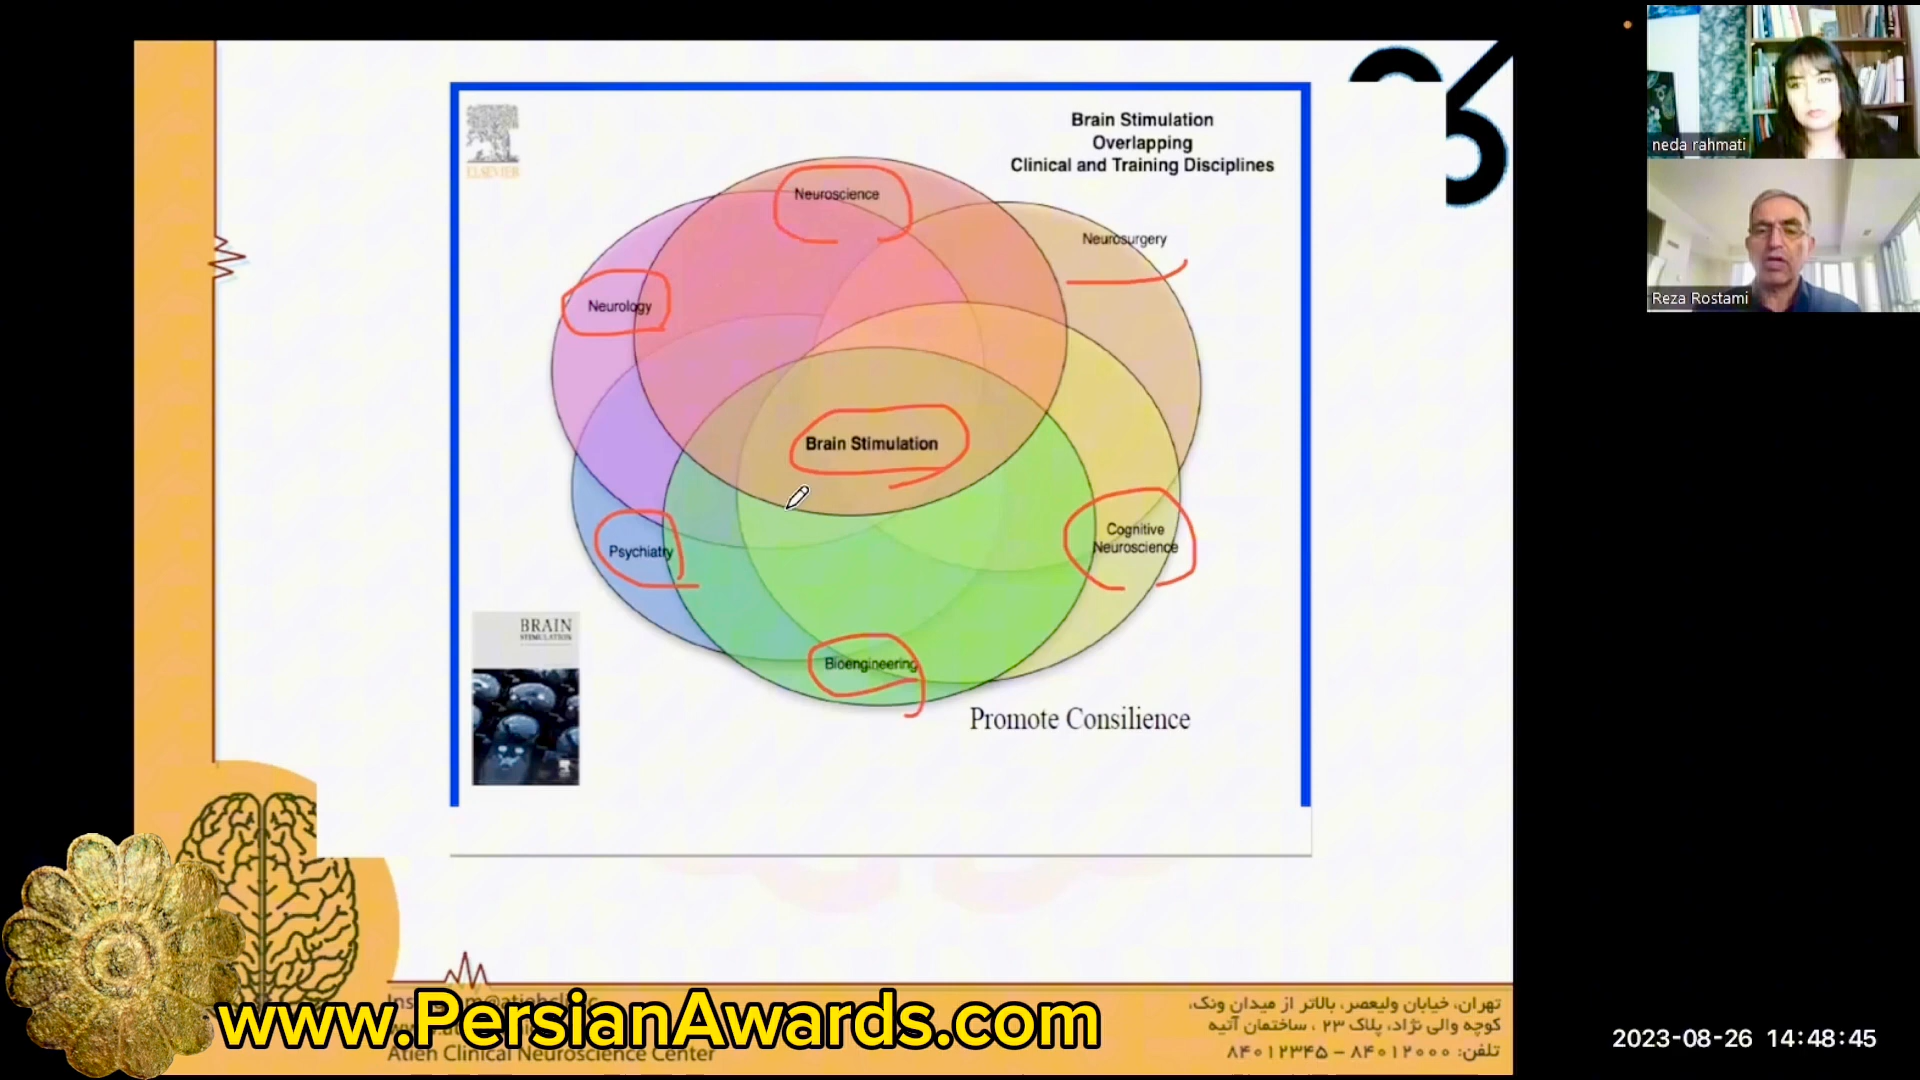 Brain Stimulation
Overlapping
Clinical and Training Disciplines
ELSEVIER
Neuroscience
Neurosurgery
Neurology
Brain Stimulation
Cognitive
Neuroscience
Psychiatry
Bioengineering
Promote Consilience
BRAIN
STIMULATION
neda rahmati
Reza Rostami
www.PersianAwards.com
Atieh Clinical Neuroscience Center
تهران، خیابان ولیعصر، بالاتر از میدان ونک،
کوچه والی نژاد، پلاک ۲۳ ، ساختمان آتیه
تلفن: ۸۴۰۱۲۰۰۰ – ۸۴۰۱۲۳۴۵
2023-08-26 14:48:45